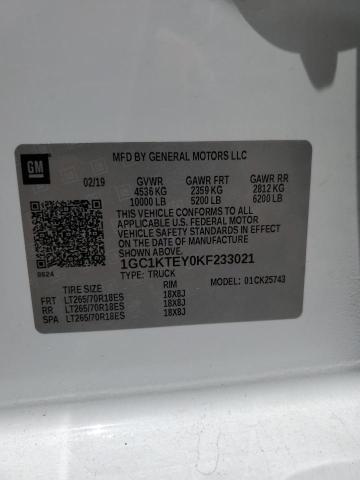 GM
MFD BY GENERAL MOTORS LLC
02/19 GVWR GAWR FRT GAWR RR
4536 KG 2359 KG 2812 KG
10000 LB 5200 LB 6200 LB
THIS VEHICLE CONFORMS TO ALL
APPLICABLE U.S. FEDERAL MOTOR
VEHICLE SAFETY STANDARDS IN
EFFECT ON THE DATE OF
MANUFACTURE SHOWN ABOVE.
1GC1KTEY0KF233021
TYPE: TRUCK
TIRE SIZE RIM MODEL: 01CK25743
FRT LT265/70R18ES 18X8J
RR LT265/70R18ES 18X8J
SPA LT265/70R18ES 18X8J